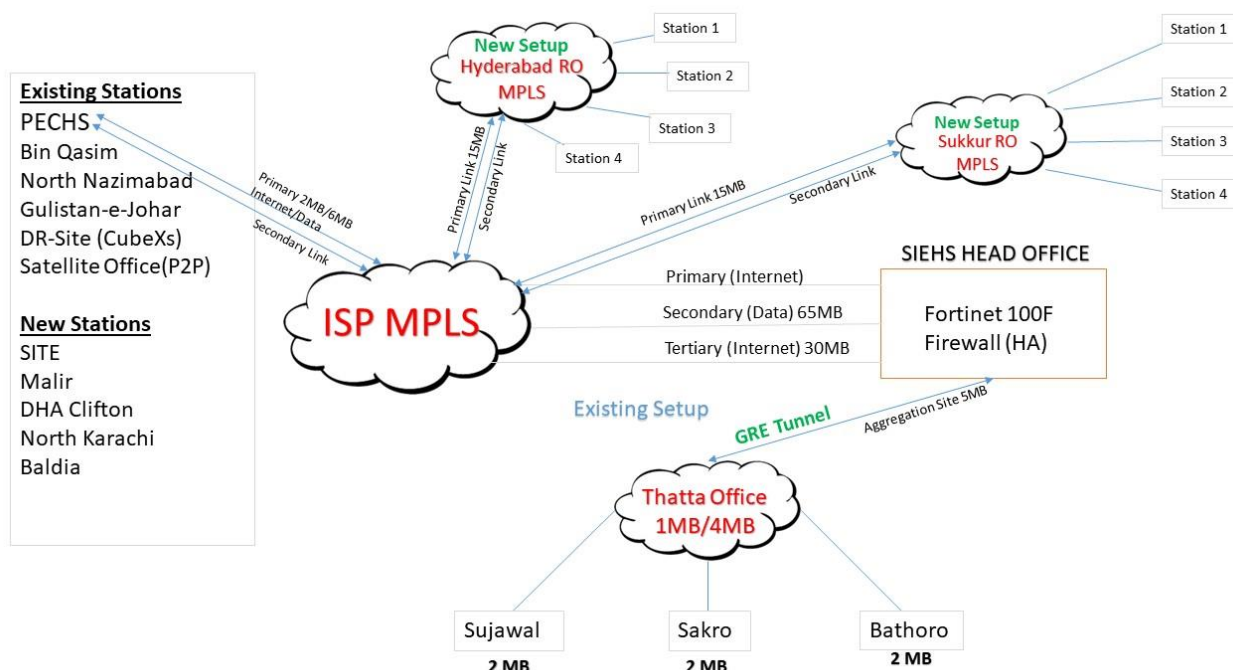 Existing Stations
PECHS
Bin Qasim
North Nazimabad
Gulistan-e-Johar
DR-Site (CubeXs)
Satellite Office(P2P)
New Stations
SITE
Malir
DHA Clifton
North Karachi
Baldia
Primary 2MB/6MB
Internet/Data
Secondary Link
New Setup
Hyderabad RO
MPLS
Station 1
Station 2
Station 3
Station 4
Primary Link 15MB
Secondary Link
New Setup
Sukkur RO
MPLS
Station 1
Station 2
Station 3
Station 4
Primary Link 15MB
Secondary Link
ISP MPLS
Primary (Internet)
Secondary (Data) 65MB
Tertiary (Internet) 30MB
SIEHS HEAD OFFICE
Fortinet 100F
Firewall (HA)
Existing Setup
GRE Tunnel
Aggregation Site 5MB
Thatta Office
1MB/4MB
Sujawal
2 MB
Sakro
2 MB
Bathoro
2 MB